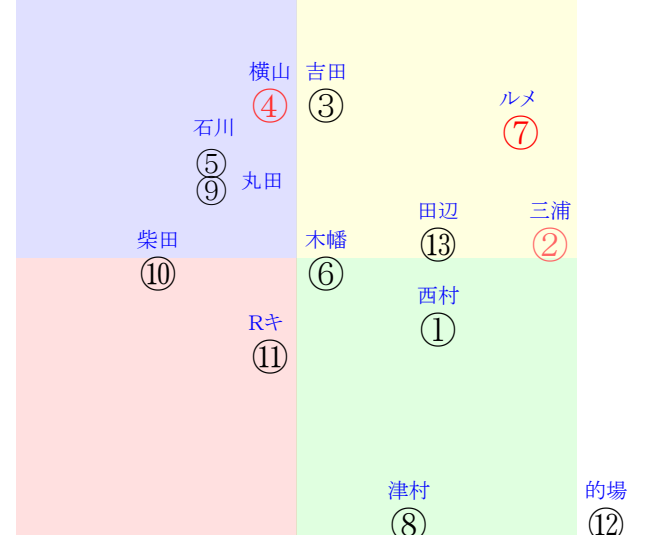 横山 吉田
④ ③
ルメ
⑦
石川
⑤
⑨ 丸田
田辺 三浦
⑬ ②
柴田 木幡
⑩ ⑥
西村
①
Rキ
⑪
津村 的場
⑧ ⑫